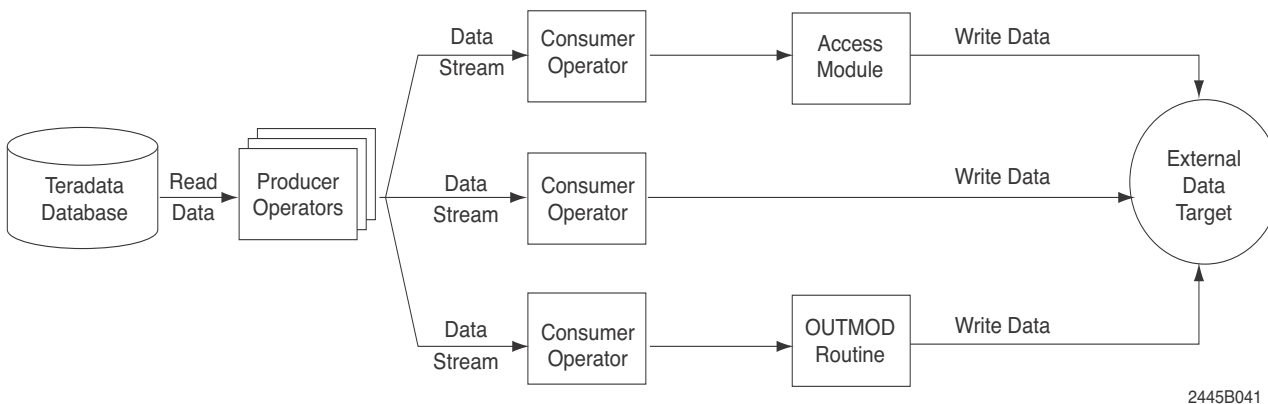 Teradata
Database
Read
Data
Producer
Operators
Data
Stream
Consumer
Operator
Access
Module
Write Data
Data
Stream
Consumer
Operator
Write Data
External
Data
Target
Data
Stream
Consumer
Operator
OUTMOD
Routine
Write Data
2445B041